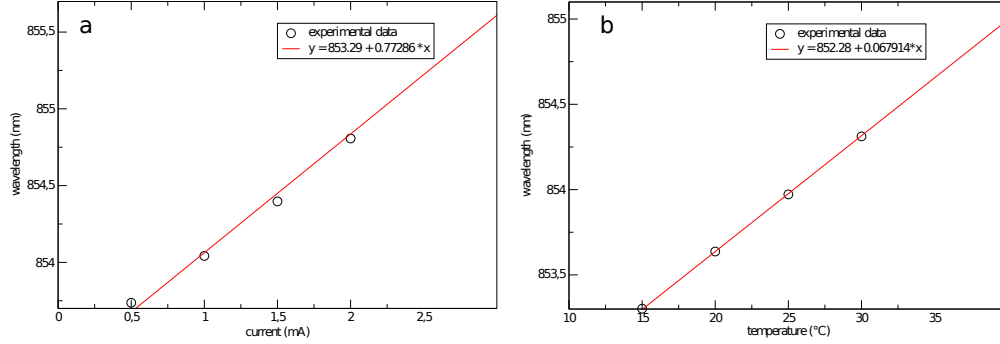 a
experimental data
y = 853.29 + 0.77286*x
855,5
855
854,5
854
wavelength (nm)
0
0,5
1
1,5
2
2,5
current (mA)
b
experimental data
y = 852.28 + 0.067914*x
855
854,5
854
853,5
wavelength (nm)
10
15
20
25
30
35
temperature (°C)